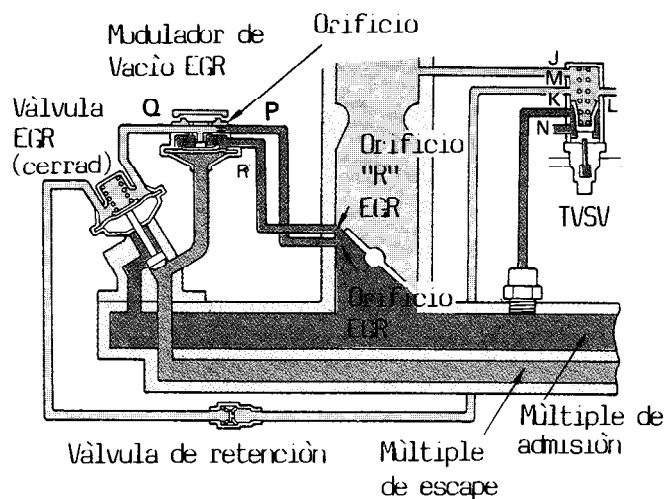 Modulador de
Vacìo EGR
Orificio
Vàlvula
EGR
(cerrad)
Q
P
R
Orificio
"R"
EGR
Orificio
EGR
J
M
K
L
N
TVSV
Vàlvula de retenciòn
Mùltiple
de escape
Mùltiple de
admisiòn